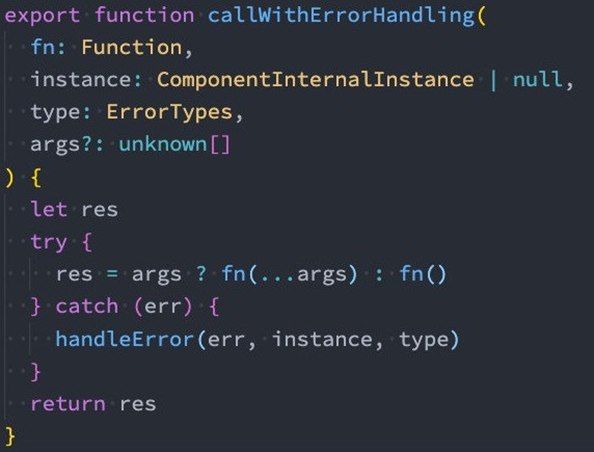 export function callWithErrorHandling(
  fn: Function,
  instance: ComponentInternalInstance | null,
  type: ErrorTypes,
  args?: unknown[]
) {
  let res
  try {
    res = args ? fn(...args) : fn()
  } catch (err) {
    handleError(err, instance, type)
  }
  return res
}